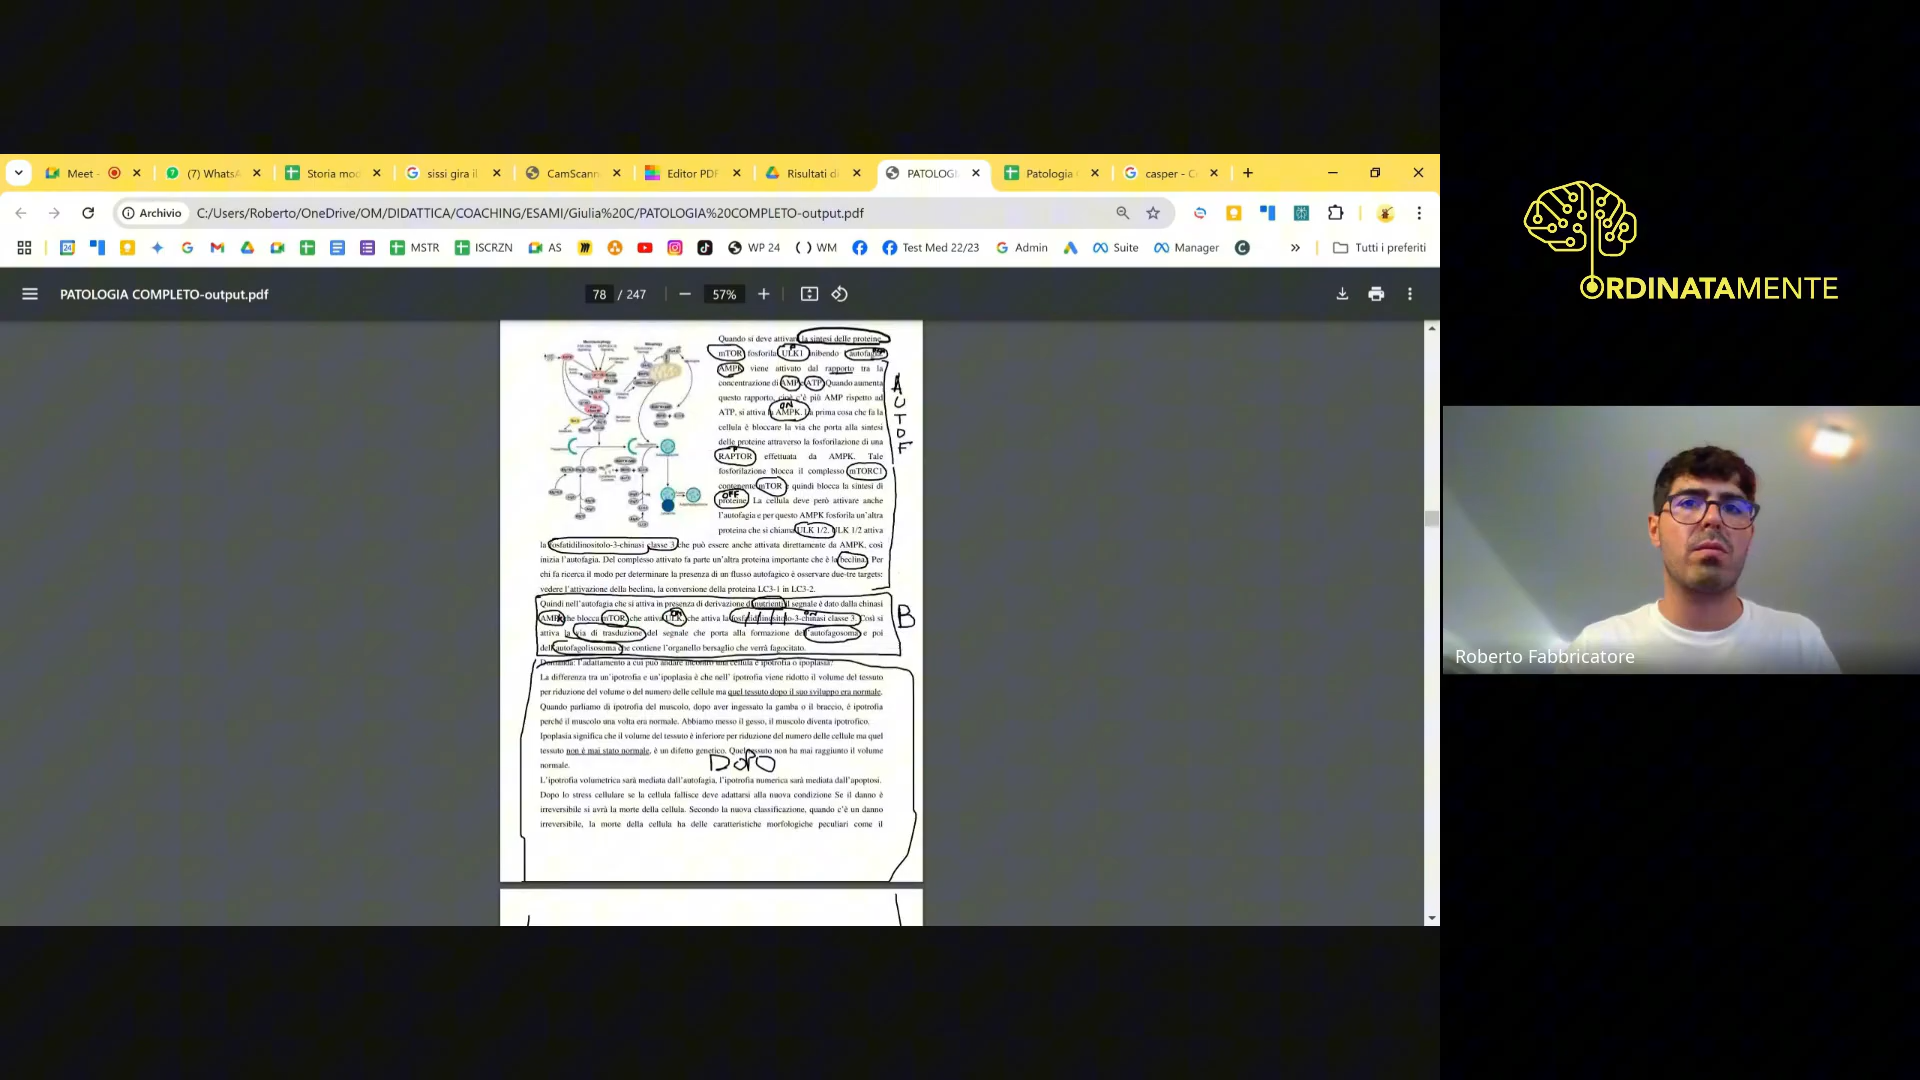 Meet -
(7) WhatsA
Storia mod
sissi gira il
CamScann
Editor PDF
Risultati d
PATOLOGI
Patologia
casper - C
Archivio
C:/Users/Roberto/OneDrive/OM/DIDATTICA/COACHING/ESAMI/Giulia%20C/PATOLOGIA%20COMPLETO-output.pdf
MSTR
ISCRZN
AS
WP 24
WM
Test Med 22/23
Admin
Suite
Manager
Tutti i preferiti
PATOLOGIA COMPLETO-output.pdf
78 / 247
57%
Quando si deve attivare la sintesi delle proteine,
mTOR fosforila ULK1 inibendo autofagia
AMPK viene attivato dal rapporto tra la
concentrazione di AMP e ATP. Quando aumenta
questo rapporto, cioè c'è più AMP rispetto ad
ATP, si attiva la AMPK. La prima cosa che fa la
cellula è bloccare la via che porta alla sintesi
delle proteine attraverso la fosforilazione di una
RAPTOR effettuata da AMPK. Tale
fosforilazione blocca il complesso mTORC1
contenente mTOR e quindi blocca la sintesi di
proteine. La cellula deve però attivare anche
l'autofagia e per questo AMPK fosforila un'altra
proteina che si chiama ULK 1/2. ULK 1/2 attiva
la fosfatidilinositolo-3-chinasi classe 3 che può essere anche attivata direttamente da AMPK, così
inizia l'autofagia. Del complesso attivato fa parte un'altra proteina importante che è la beclina. Per
chi fa ricerca il modo per determinare la presenza di un flusso autofagico è osservare due-tre targets:
vedere l'attivazione della beclina, la conversione della proteina LC3-1 in LC3-2.
AUTOF
Quindi nell'autofagia che si attiva in presenza di derivazione di nutrienti il segnale è dato dalla chinasi
AMPK che blocca mTOR, che attiva ULK, che attiva la fosfatidilinositolo-3-chinasi classe 3. Così si
attiva la via di trasduzione del segnale che porta alla formazione dell'autofagosoma e poi
dell'autofagolisosoma che contiene l'organello bersaglio che verrà fagocitato.
B
Domanda: l'adattamento a cui può andare incontro una cellula è ipotrofia o ipoplasia?
La differenza tra un'ipotrofia e un'ipoplasia è che nell' ipotrofia viene ridotto il volume del tessuto
per riduzione del volume o del numero delle cellule ma quel tessuto dopo il suo sviluppo era normale.
Quando parliamo di ipotrofia del muscolo, dopo aver ingessato la gamba o il braccio, è ipotrofia
perché il muscolo una volta era normale. Abbiamo messo il gesso, il muscolo diventa ipotrofico.
Ipoplasia significa che il volume del tessuto è inferiore per riduzione del numero delle cellule ma quel
tessuto non è mai stato normale, è un difetto genetico. Quel tessuto non ha mai raggiunto il volume
normale.
DOPO
L'ipotrofia volumetrica sarà mediata dall'autofagia, l'ipotrofia numerica sarà mediata dall'apoptosi.
Dopo lo stress cellulare se la cellula fallisce deve adattarsi alla nuova condizione Se il danno è
irreversibile si avrà la morte della cellula. Secondo la nuova classificazione, quando c'è un danno
irreversibile, la morte della cellula ha delle caratteristiche morfologiche peculiari come il
ORDINATAMENTE
Roberto Fabbricatore